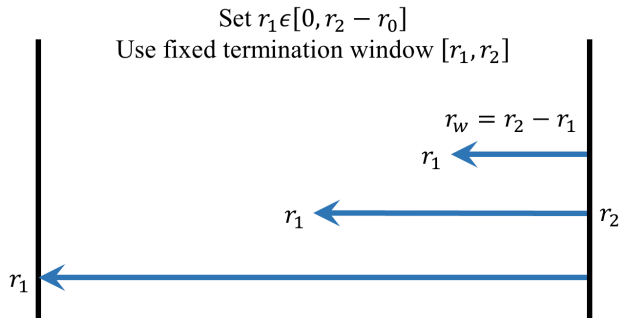 Set r₁ϵ[0, r₂ − r₀]
Use fixed termination window [r₁, r₂]
r_w = r₂ − r₁
r₁
r₁
r₂
r₁